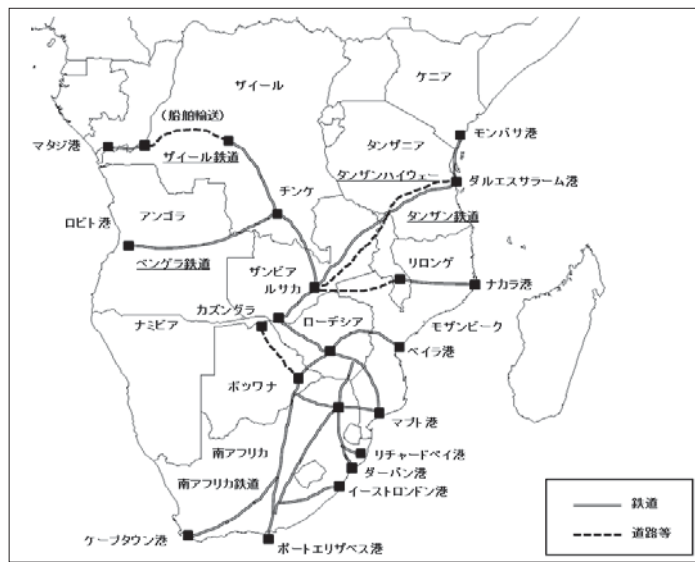 ザイール
ケニア
(船舶輸送)
マタジ港
ザイール鉄道
タンザニア
モンバサ港
タンザンハイウェー
ダルエスサラーム港
チンケ
アンゴラ
ロビト港
ベンゲラ鉄道
タンザン鉄道
ザンビア
ルサカ
リロンゲ
ナカラ港
カズングラ
ナミビア
ローデシア
モザンビーク
ベイラ港
ボツワナ
マプト港
南アフリカ
リチャードベイ港
南アフリカ鉄道
ダーバン港
イーストロンドン港
ケープタウン港
ポートエリザベス港
鉄道
道路等